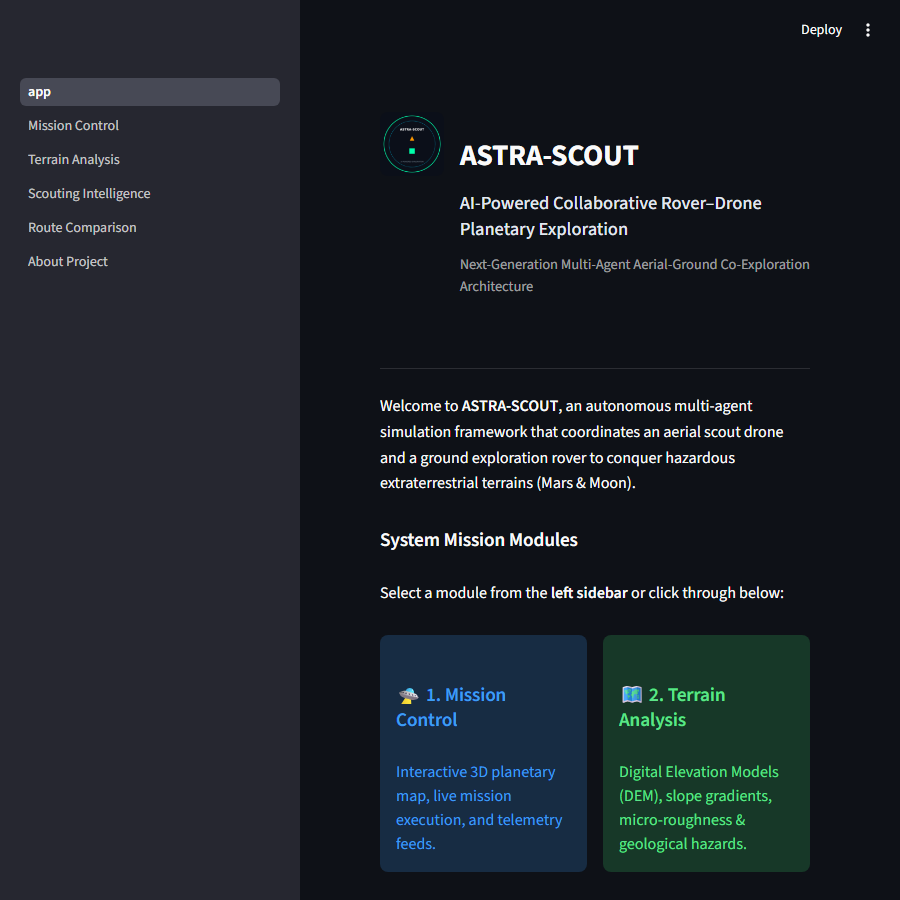 Deploy
app
Mission Control
Terrain Analysis
Scouting Intelligence
Route Comparison
About Project
ASTRA-SCOUT
ASTRA-SCOUT
AI-Powered Collaborative Rover–Drone
Planetary Exploration
Next-Generation Multi-Agent Aerial-Ground Co-Exploration
Architecture
Welcome to ASTRA-SCOUT, an autonomous multi-agent
simulation framework that coordinates an aerial scout drone
and a ground exploration rover to conquer hazardous
extraterrestrial terrains (Mars & Moon).
System Mission Modules
Select a module from the left sidebar or click through below:
1. Mission
Control
Interactive 3D planetary
map, live mission
execution, and telemetry
feeds.
2. Terrain
Analysis
Digital Elevation Models
(DEM), slope gradients,
micro-roughness &
geological hazards.